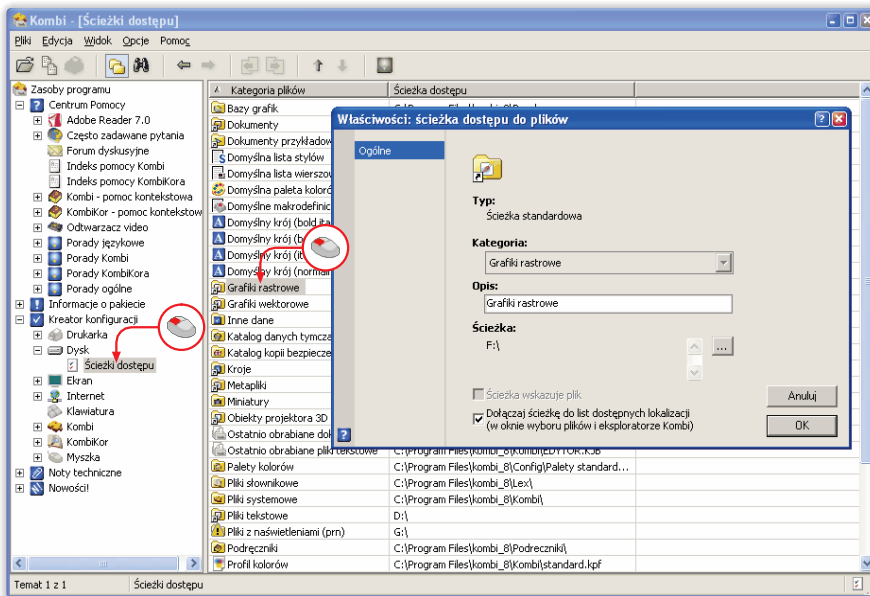 Kombi - [Ścieżki dostępu]
Pliki Edycja Widok Opcje Pomoc
Zasoby programu
Centrum Pomocy
Adobe Reader 7.0
Często zadawane pytania
Forum dyskusyjne
Indeks pomocy Kombi
Indeks pomocy KombiKora
Kombi - pomoc kontekstowa
KombiKor - pomoc kontekstow
Odtwarzacz video
Porady językowe
Porady Kombi
Porady KombiKora
Porady ogólne
Informacje o pakiecie
Kreator konfiguracji
Drukarka
Dysk
Ścieżki dostępu
Ekran
Internet
Klawiatura
Kombi
KombiKor
Myszka
Noty techniczne
Nowości!
Kategoria plików Ścieżka dostępu
Bazy grafik
Dokumenty
Dokumenty przykładow
Domyślna lista stylów
Domyślna lista wierszow
Domyślna paleta koloró
Domyślne makrodefinic
Domyślny krój (bold ita
Domyślny krój (b
Domyślny krój (it
Domyślny krój (normal
Grafiki rastrowe
Grafiki wektorowe
Inne dane
Katalog danych tymcza
Katalog kopii bezpiecze
Kroje
Metapliki
Miniatury
Obiekty projektora 3D
Ostatnio obrabiane dok
Ostatnio obrabiane pliki tekstowe C:\Program Files\kombi_8\Kombi\EDYTOR.KJB
Palety kolorów C:\Program Files\kombi_8\Config\Palety standard...
Pliki słownikowe C:\Program Files\kombi_8\Lex\
Pliki systemowe C:\Program Files\kombi_8\Kombi\
Pliki tekstowe D:\
Pliki z naświetleniami (prn) G:\
Podręczniki C:\Program Files\kombi_8\Podreczniki\
Profil kolorów C:\Program Files\kombi_8\Kombi\standard.kpf
Właściwości: ścieżka dostępu do plików
Ogólne
Typ:
Ścieżka standardowa
Kategoria:
Grafiki rastrowe
Opis:
Grafiki rastrowe
Ścieżka:
F:\
...
Ścieżka wskazuje plik
Dołączaj ścieżkę do list dostępnych lokalizacji
(w oknie wyboru plików i eksploratorze Kombi)
Anuluj
OK
Temat 1 z 1 Ścieżki dostępu